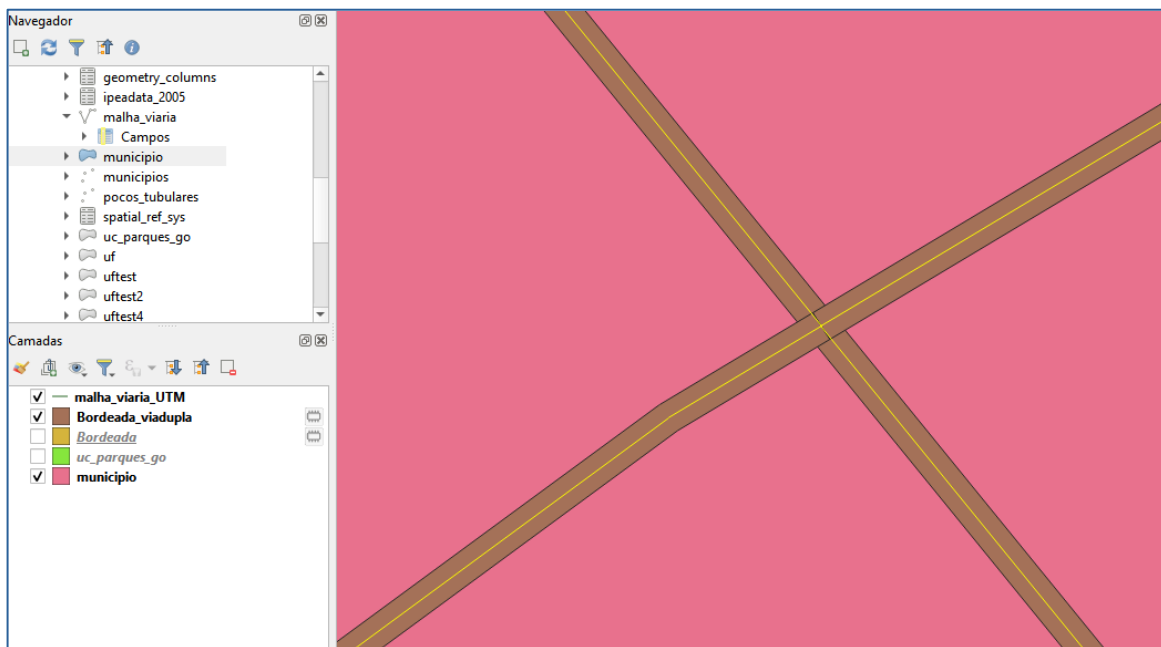 Navegador
geometry_columns
ipeadata_2005
malha_viaria
Campos
municipio
municipios
pocos_tubulares
spatial_ref_sys
uc_parques_go
uf
uftest
uftest2
uftest4
Camadas
malha_viaria_UTM
Bordeada_viadupla
Bordeada
uc_parques_go
municipio